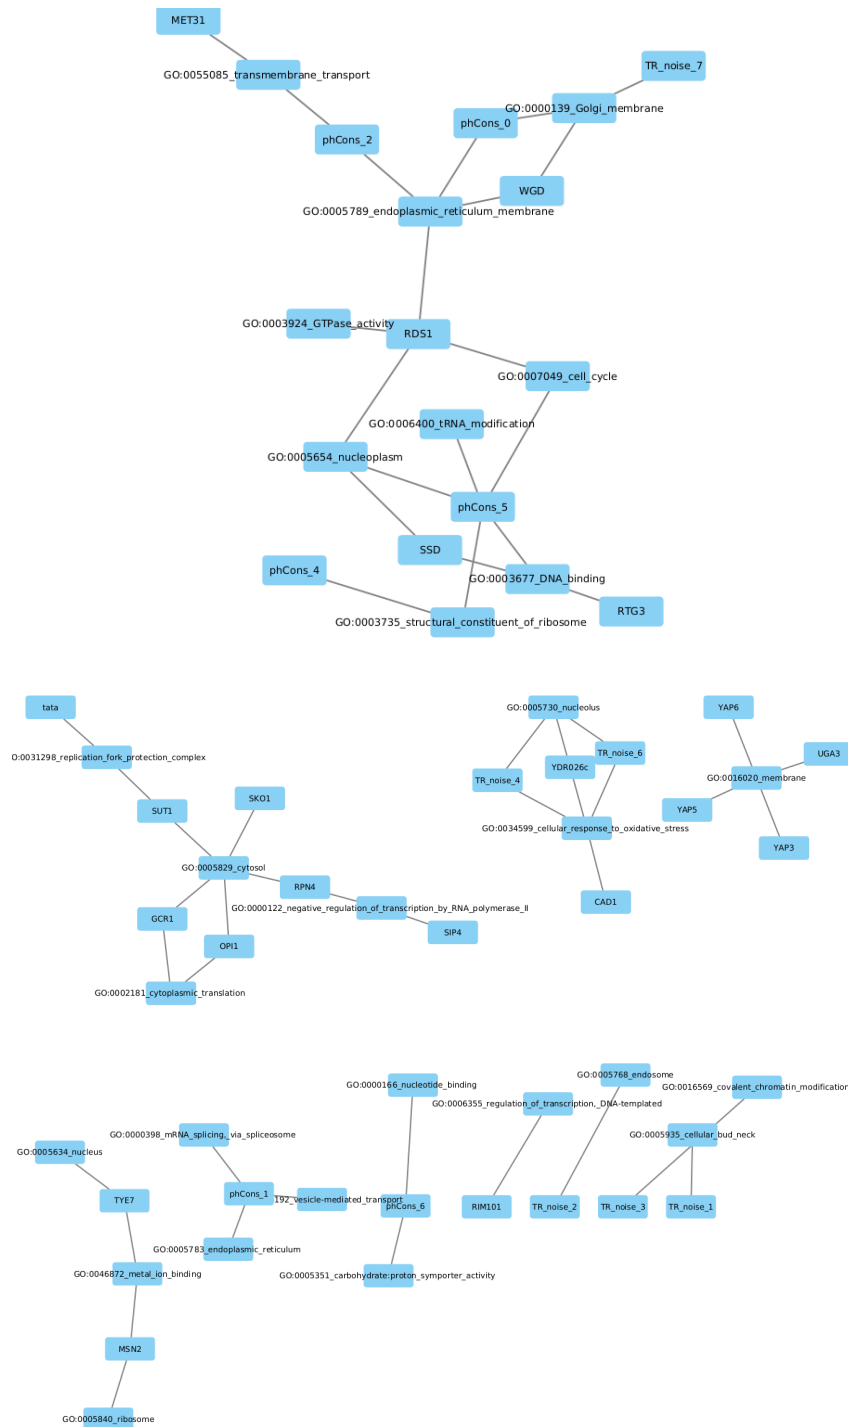 MET31
GO:0055085_transmembrane_transport
TR_noise_7
GO:0000139_Golgi_membrane
phCons_0
phCons_2
WGD
GO:0005789_endoplasmic_reticulum_membrane
GO:0003924_GTPase_activity
RDS1
GO:0007049_cell_cycle
GO:0006400_tRNA_modification
GO:0005654_nucleoplasm
phCons_5
SSD
phCons_4
GO:0003677_DNA_binding
RTG3
GO:0003735_structural_constituent_of_ribosome
tata
O:0031298_replication_fork_protection_complex
SUT1
SKO1
GO:0005829_cytosol
RPN4
GO:0000122_negative_regulation_of_transcription_by_RNA_polymerase_II
GCR1
SIP4
OPI1
GO:0002181_cytoplasmic_translation
GO:0005730_nucleolus
TR_noise_6
YDR026c
TR_noise_4
GO:0034599_cellular_response_to_oxidative_stress
CAD1
YAP6
UGA3
GO:0016020_membrane
YAP5
YAP3
GO:0005634_nucleus
TYE7
GO:0046872_metal_ion_binding
MSN2
GO:0005840_ribosome
GO:0000398_mRNA_splicing,_via_spliceosome
phCons_1
192_vesicle-mediated_transport
GO:0005783_endoplasmic_reticulum
GO:0000166_nucleotide_binding
phCons_6
GO:0005351_carbohydrate:proton_symporter_activity
GO:0006355_regulation_of_transcription,_DNA-templated
RIM101
GO:0005768_endosome
TR_noise_2
GO:0016569_covalent_chromatin_modification
GO:0005935_cellular_bud_neck
TR_noise_3
TR_noise_1